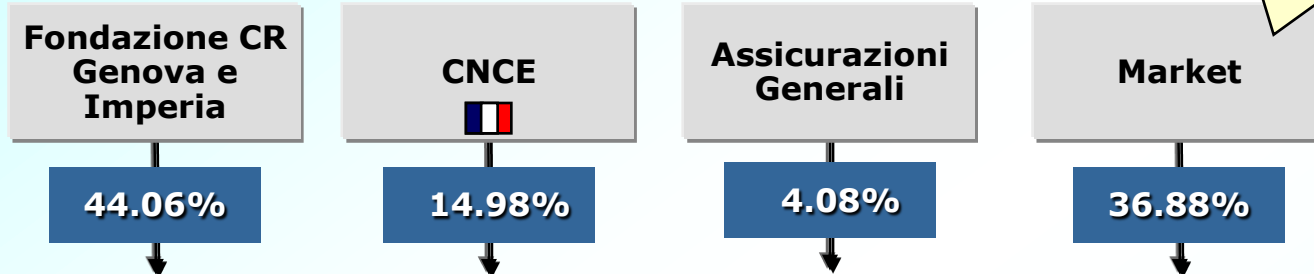 Fondazione CR
Genova e
Imperia
CNCE
Assicurazioni
Generali
Market
44.06%
14.98%
4.08%
36.88%